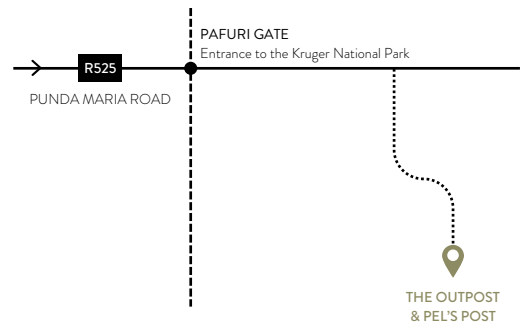 PAFURI GATE
Entrance to the Kruger National Park
R525
PUNDA MARIA ROAD
THE OUTPOST
& PEL'S POST